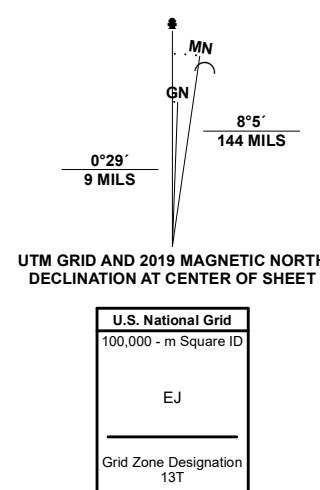 MN
GN
8°5´
144 MILS
0°29´
9 MILS
UTM GRID AND 2019 MAGNETIC NORTH
DECLINATION AT CENTER OF SHEET
U.S. National Grid
100,000 - m Square ID
EJ
Grid Zone Designation
13T